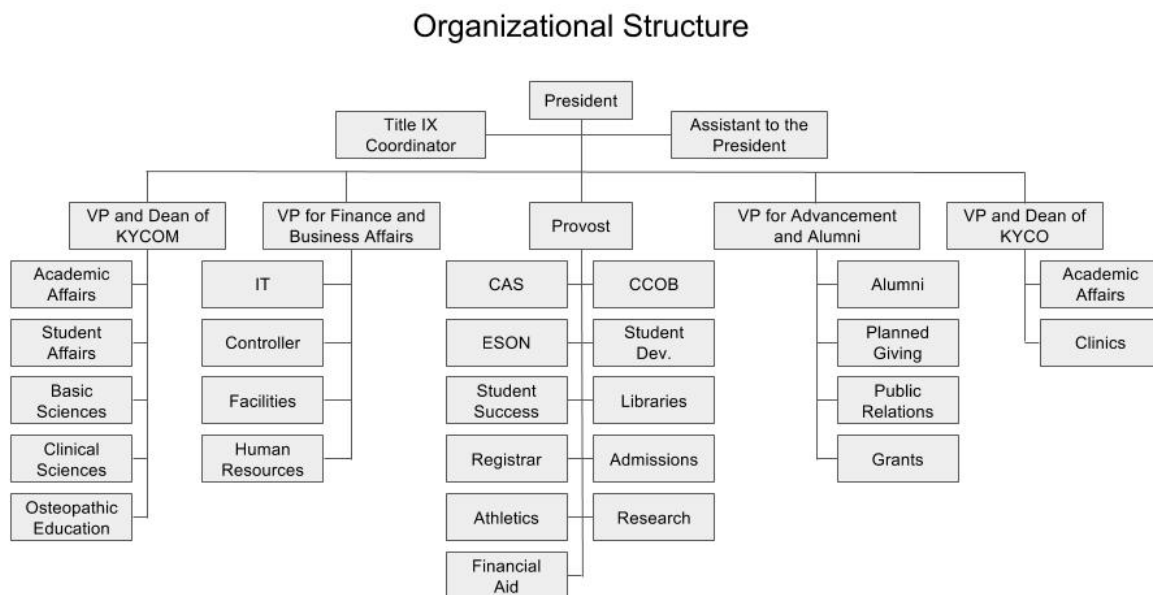 Organizational Structure
President
Title IX
Coordinator
Assistant to the
President
VP and Dean of
KYCOM
VP for Finance and
Business Affairs
Provost
VP for Advancement
and Alumni
VP and Dean of
KYCO
Academic
Affairs
Student
Affairs
Basic
Sciences
Clinical
Sciences
Osteopathic
Education
IT
Controller
Facilities
Human
Resources
CAS
CCOB
ESON
Student
Dev.
Student
Success
Libraries
Registrar
Admissions
Athletics
Research
Financial
Aid
Alumni
Planned
Giving
Public
Relations
Grants
Academic
Affairs
Clinics